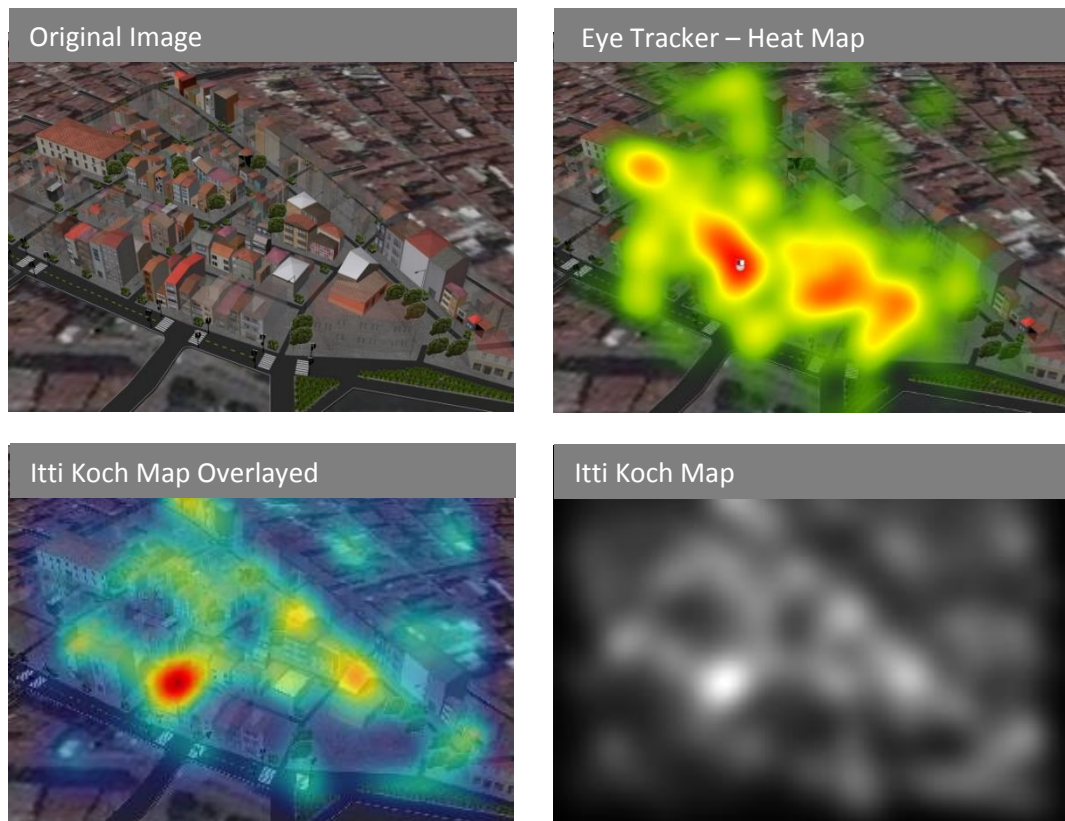 Original Image
Eye Tracker – Heat Map
Itti Koch Map Overlayed
Itti Koch Map